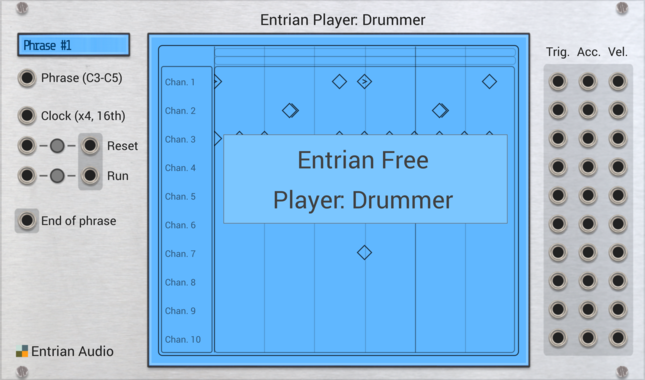 Entrian Player: Drummer
Phrase #1
Trig. Acc. Vel.
Phrase (C3-C5)
Clock (x4, 16th)
Reset
Run
End of phrase
Chan. 1
Chan. 2
Chan. 3
Chan. 4
Chan. 5
Chan. 6
Chan. 7
Chan. 8
Chan. 9
Chan. 10
Entrian Free
Player: Drummer
Entrian Audio